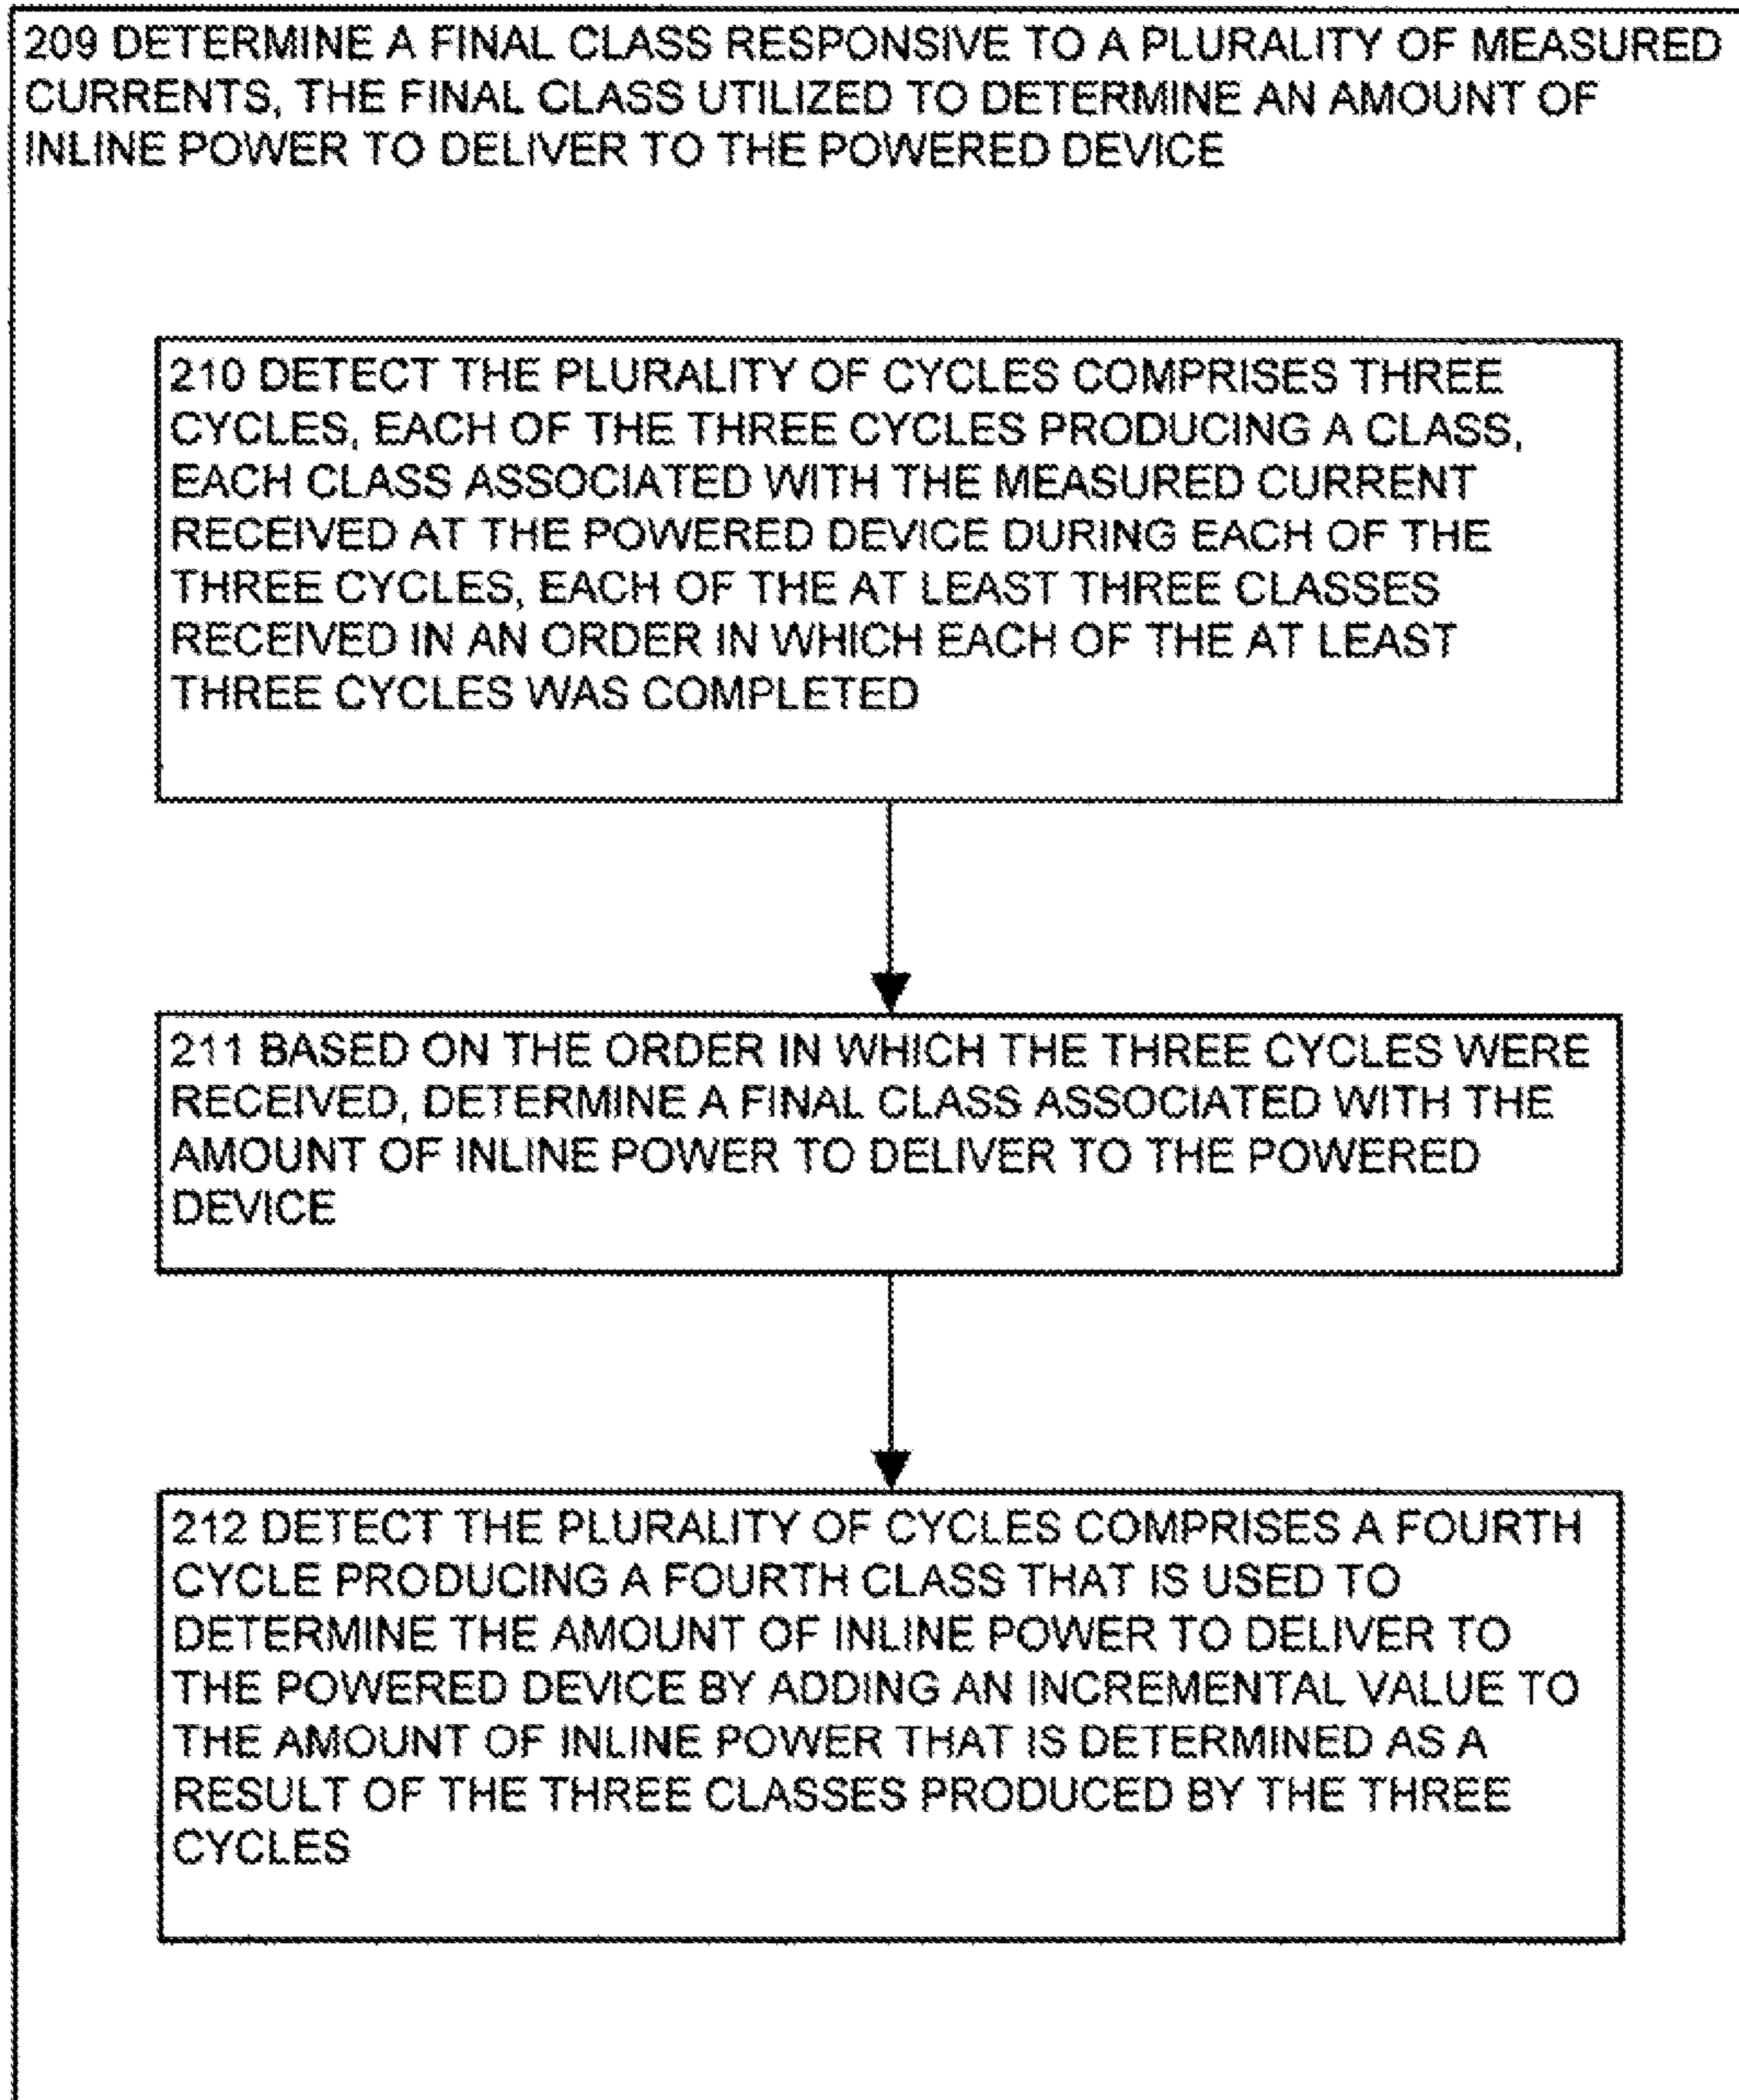 209 DETERMINE A FINAL CLASS RESPONSIVE TO A PLURALITY OF MEASURED
CURRENTS, THE FINAL CLASS UTILIZED TO DETERMINE AN AMOUNT OF
INLINE POWER TO DELIVER TO THE POWERED DEVICE
210 DETECT THE PLURALITY OF CYCLES COMPRISES THREE
CYCLES, EACH OF THE THREE CYCLES PRODUCING A CLASS,
EACH CLASS ASSOCIATED WITH THE MEASURED CURRENT
RECEIVED AT THE POWERED DEVICE DURING EACH OF THE
THREE CYCLES, EACH OF THE AT LEAST THREE CLASSES
RECEIVED IN AN ORDER IN WHICH EACH OF THE AT LEAST
THREE CYCLES WAS COMPLETED
211 BASED ON THE ORDER IN WHICH THE THREE CYCLES WERE
RECEIVED, DETERMINE A FINAL CLASS ASSOCIATED WITH THE
AMOUNT OF INLINE POWER TO DELIVER TO THE POWERED
DEVICE
212 DETECT THE PLURALITY OF CYCLES COMPRISES A FOURTH
CYCLE PRODUCING A FOURTH CLASS THAT IS USED TO
DETERMINE THE AMOUNT OF INLINE POWER TO DELIVER TO
THE POWERED DEVICE BY ADDING AN INCREMENTAL VALUE TO
THE AMOUNT OF INLINE POWER THAT IS DETERMINED AS A
RESULT OF THE THREE CLASSES PRODUCED BY THE THREE
CYCLES